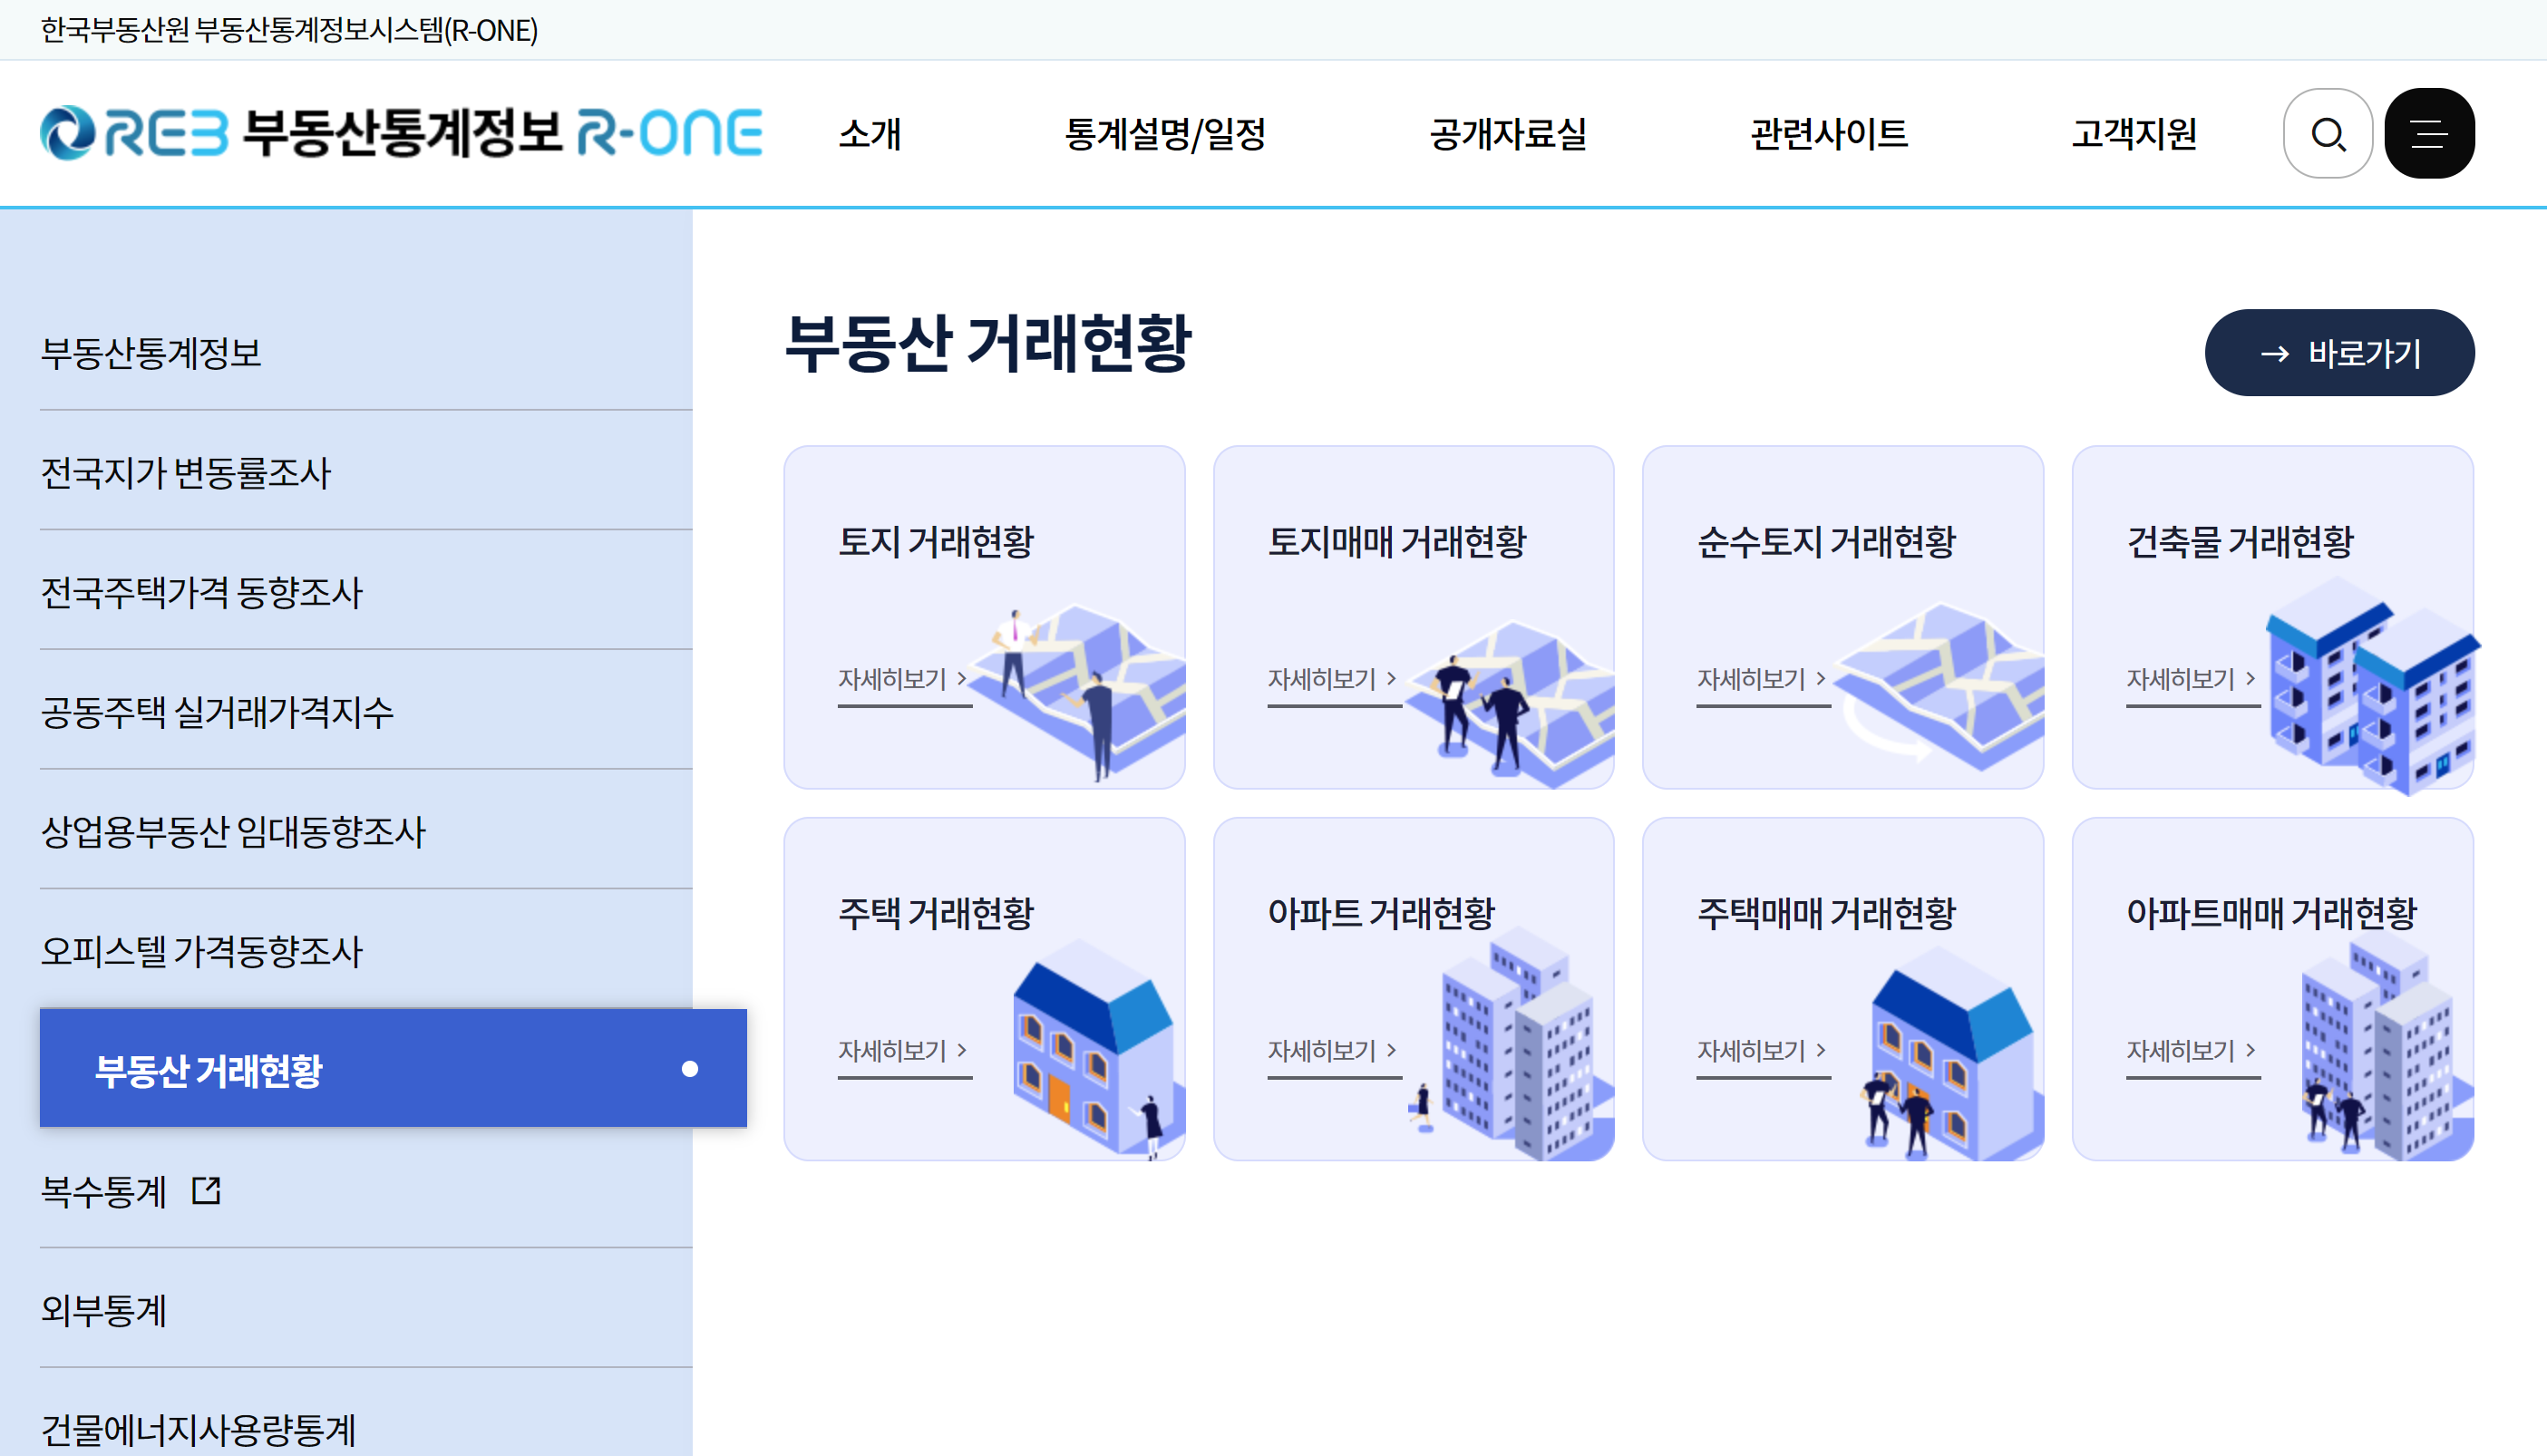 한국부동산원 부동산통계정보시스템(R-ONE)
REB 부동산통계정보 R-ONE
소개
통계설명/일정
공개자료실
관련사이트
고객지원
부동산통계정보
전국지가 변동률조사
전국주택가격 동향조사
공동주택 실거래가격지수
상업용부동산 임대동향조사
오피스텔 가격동향조사
부동산 거래현황
복수통계
외부통계
건물에너지사용량통계
부동산 거래현황
→ 바로가기
토지 거래현황
자세히보기 >
토지매매 거래현황
자세히보기 >
순수토지 거래현황
자세히보기 >
건축물 거래현황
자세히보기 >
주택 거래현황
자세히보기 >
아파트 거래현황
자세히보기 >
주택매매 거래현황
자세히보기 >
아파트매매 거래현황
자세히보기 >